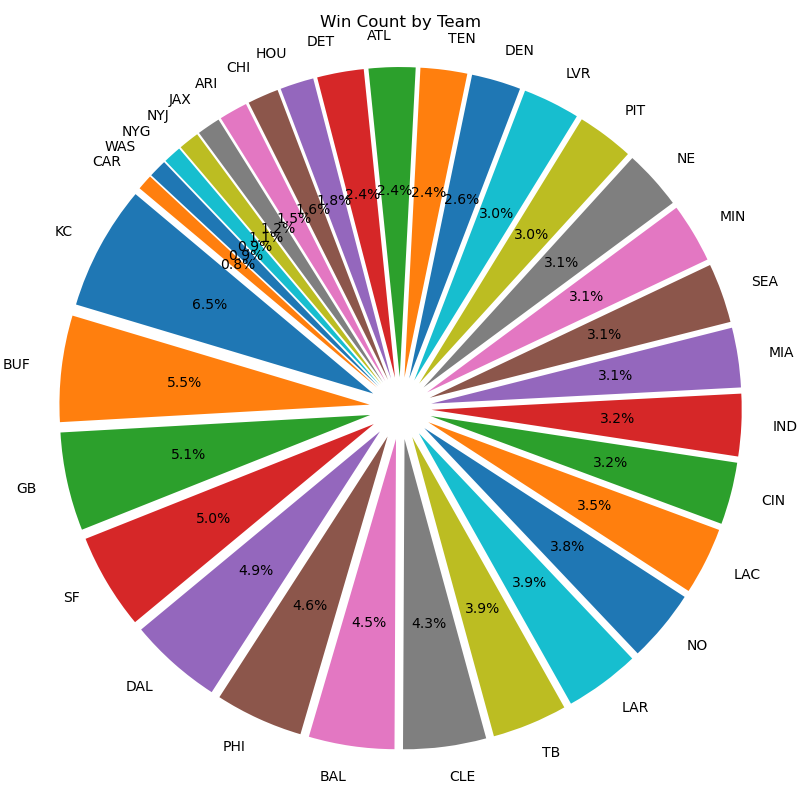 Win Count by Team
KC
6.5%
BUF
5.5%
GB
5.1%
SF
5.0%
DAL
4.9%
PHI
4.6%
BAL
4.5%
CLE
4.3%
TB
3.9%
LAR
3.9%
NO
3.8%
LAC
3.5%
CIN
3.2%
IND
3.2%
MIA
3.1%
SEA
3.1%
MIN
3.1%
NE
3.1%
PIT
3.0%
LVR
3.0%
DEN
2.6%
TEN
2.4%
ATL
2.4%
DET
2.4%
HOU
1.8%
CHI
1.6%
ARI
1.5%
JAX
1.2%
NYJ
1.1%
NYG
0.9%
WAS
0.9%
CAR
0.8%